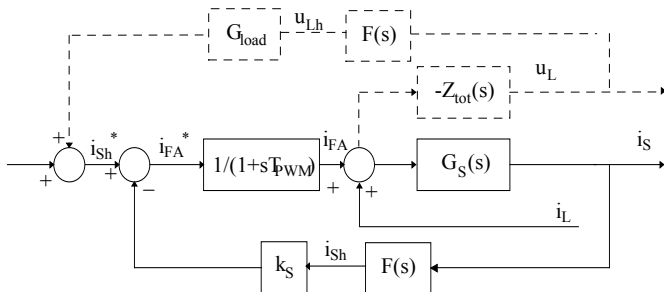 G_load
u_Lh
F(s)
-Z_tot(s)
u_L
+
+
i_Sh^*
+
−
i_FA^*
1/(1+sT_PWM)
i_FA
+
+
G_S(s)
i_S
i_L
k_S
i_Sh
F(s)